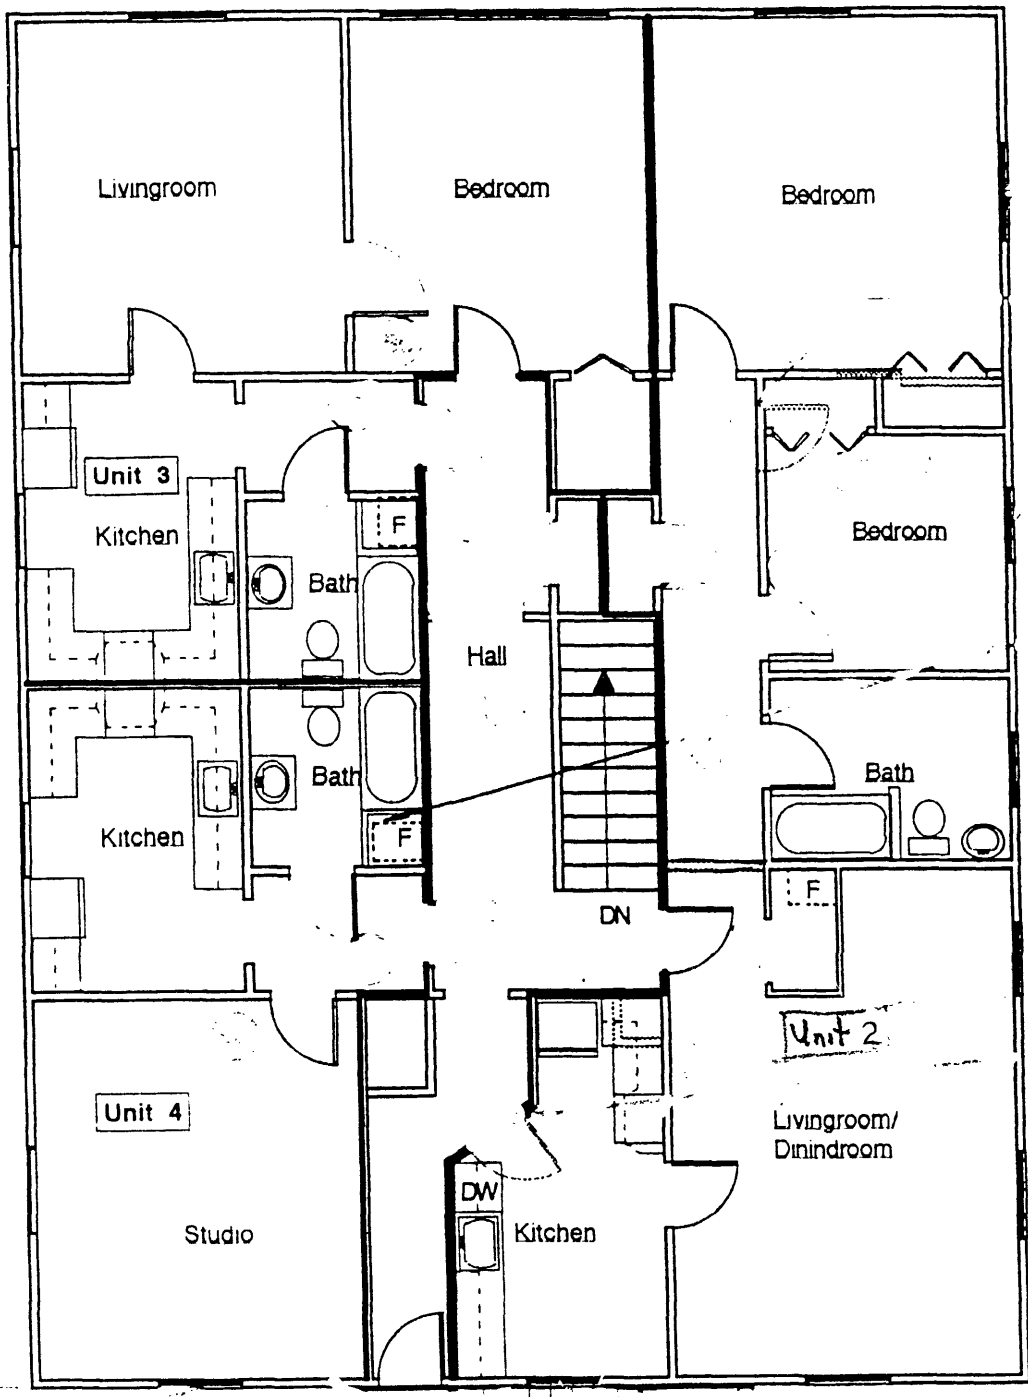 Livingroom
Bedroom
Bedroom
Unit 3
Kitchen
F
Bath
Bedroom
Hall
Kitchen
Bath
F
Bath
DN
F
Unit 2
Unit 4
Livingroom/
Dinindroom
DW
Studio
Kitchen